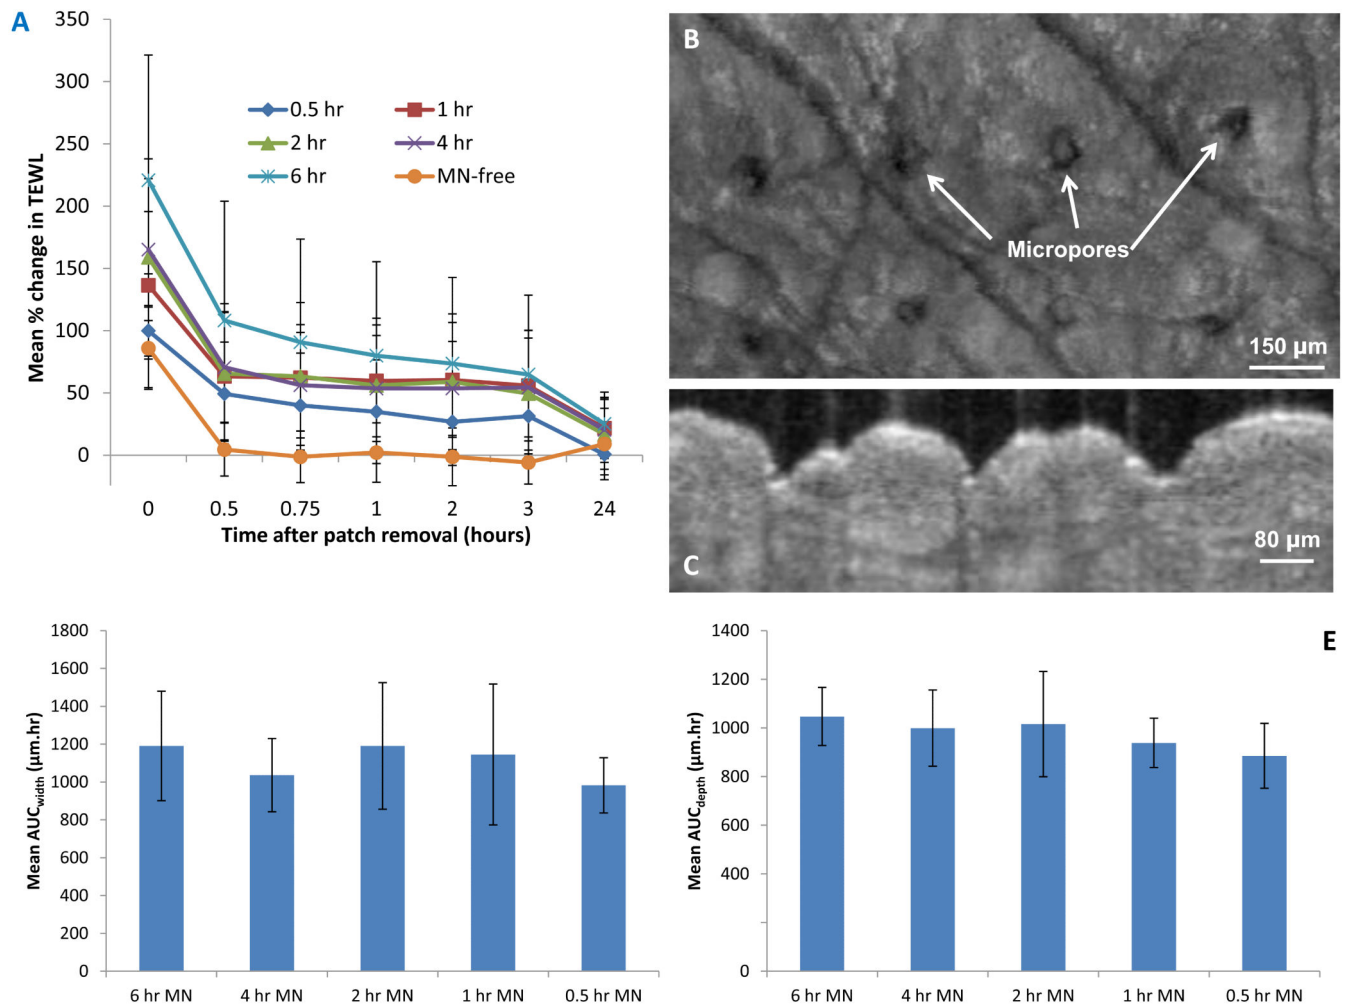 A
350
300
250
200
150
100
50
0
Mean % change in TEWL
0.5 hr
1 hr
2 hr
4 hr
6 hr
MN-free
0 0.5 0.75 1 2 3 24
Time after patch removal (hours)
B
Micropores
150 µm
C
80 µm
1800
1600
1400
1200
1000
800
600
400
200
0
Mean AUCwidth (µm.hr)
6 hr MN 4 hr MN 2 hr MN 1 hr MN 0.5 hr MN
E
1400
1200
1000
800
600
400
200
0
Mean AUCdepth (µm.hr)
6 hr MN 4 hr MN 2 hr MN 1 hr MN 0.5 hr MN